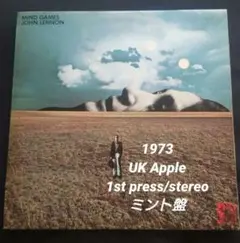 MIND GAMES
JOHN LENNON
1973
UK Apple
1st press/stereo
ミント盤